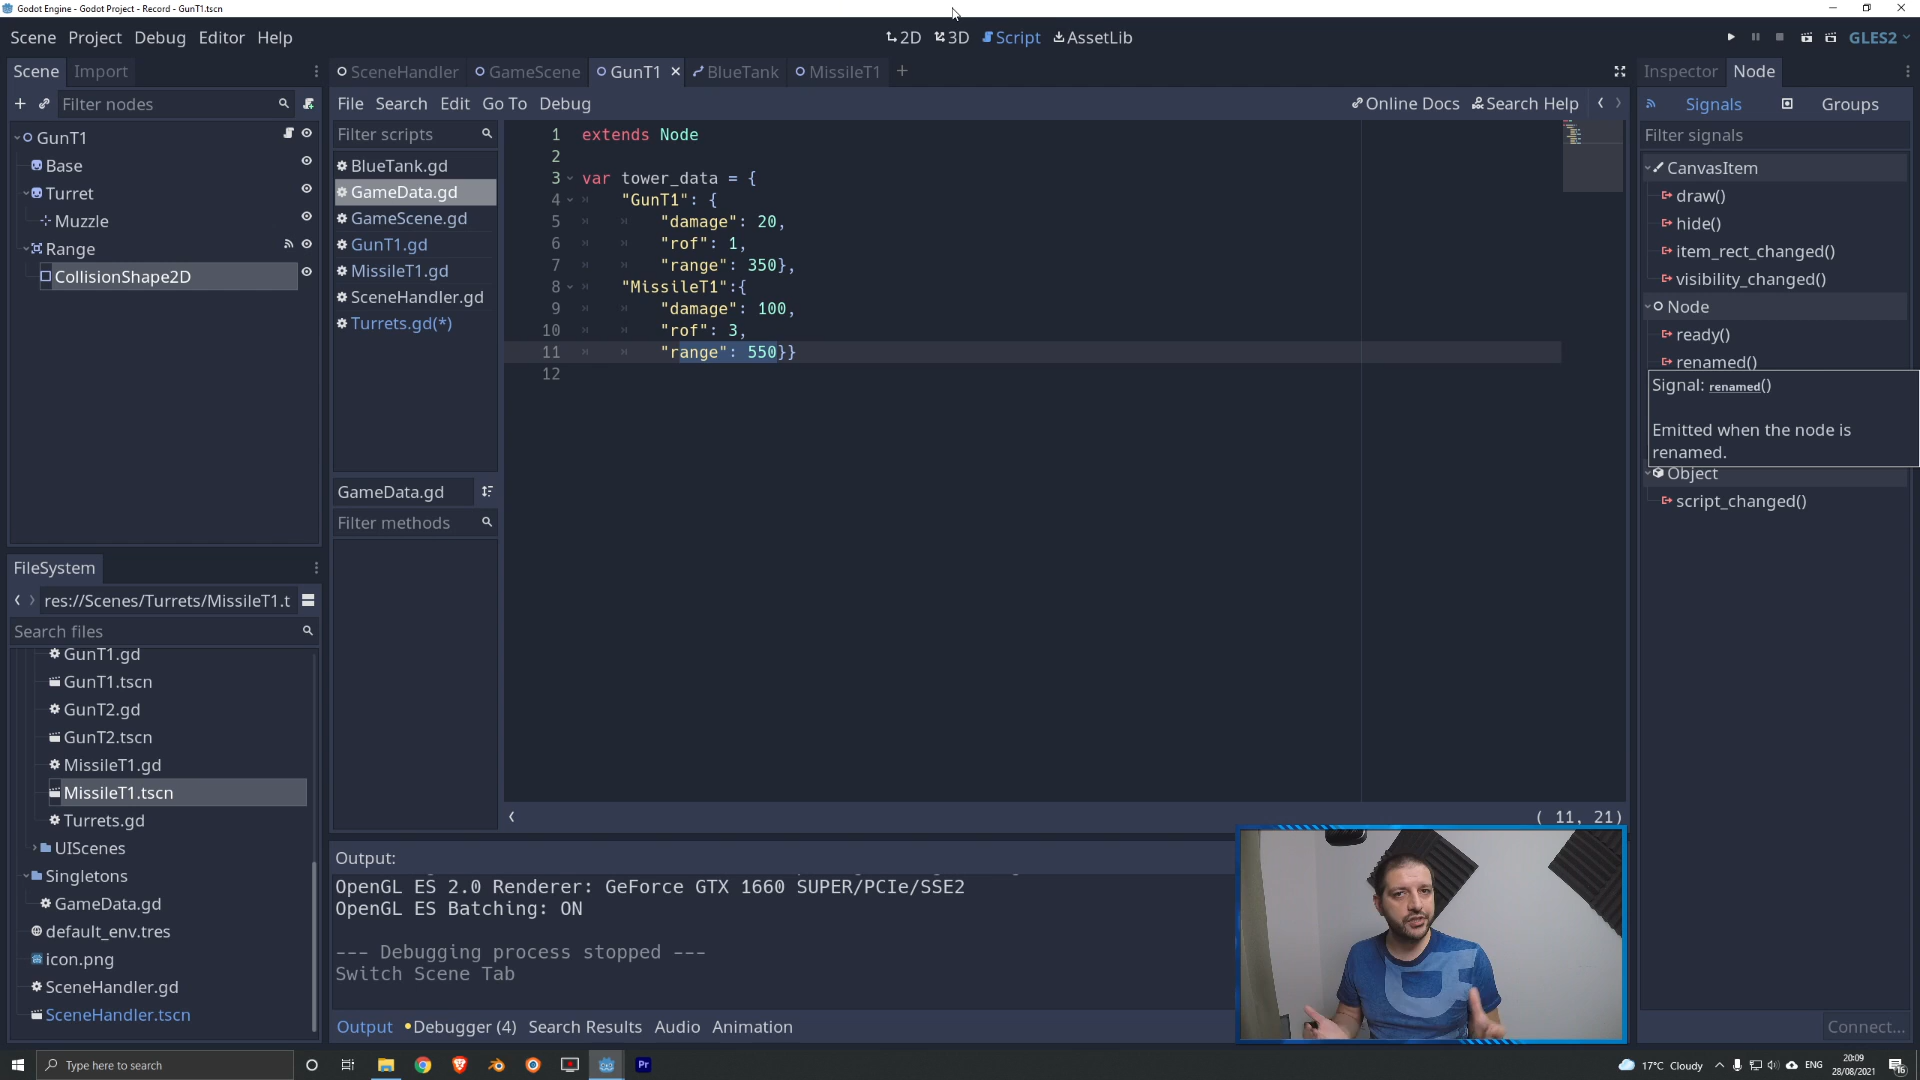 Godot Engine - Godot Project - Record - GunT1.tscn
Scene Project Debug Editor Help
2D 3D Script AssetLib
GLES2
Scene Import
SceneHandler GameScene GunT1 BlueTank MissileT1
Inspector Node
Filter nodes
File Search Edit Go To Debug
Online Docs Search Help
Signals Groups
GunT1
Base
Turret
Muzzle
Range
CollisionShape2D
Filter scripts
BlueTank.gd
GameData.gd
GameScene.gd
GunT1.gd
MissileT1.gd
SceneHandler.gd
Turrets.gd(*)
GameData.gd
Filter methods
1 extends Node
2
3 var tower_data = {
4 "GunT1": {
5 "damage": 20,
6 "rof": 1,
7 "range": 350},
8 "MissileT1":{
9 "damage": 100,
10 "rof": 3,
11 "range": 550}}
12
( 11, 21)
Filter signals
CanvasItem
draw()
hide()
item_rect_changed()
visibility_changed()
Node
ready()
renamed()
Signal: renamed()
Emitted when the node is
renamed.
Object
script_changed()
Connect...
FileSystem
res://Scenes/Turrets/MissileT1.t
Search files
GunT1.gd
GunT1.tscn
GunT2.gd
GunT2.tscn
MissileT1.gd
MissileT1.tscn
Turrets.gd
UIScenes
Singletons
GameData.gd
default_env.tres
icon.png
SceneHandler.gd
SceneHandler.tscn
Output:
OpenGL ES 2.0 Renderer: GeForce GTX 1660 SUPER/PCIe/SSE2
OpenGL ES Batching: ON
--- Debugging process stopped ---
Switch Scene Tab
Output Debugger (4) Search Results Audio Animation
Type here to search
Pr
17°C Cloudy
ENG
20:09
28/08/2021
16